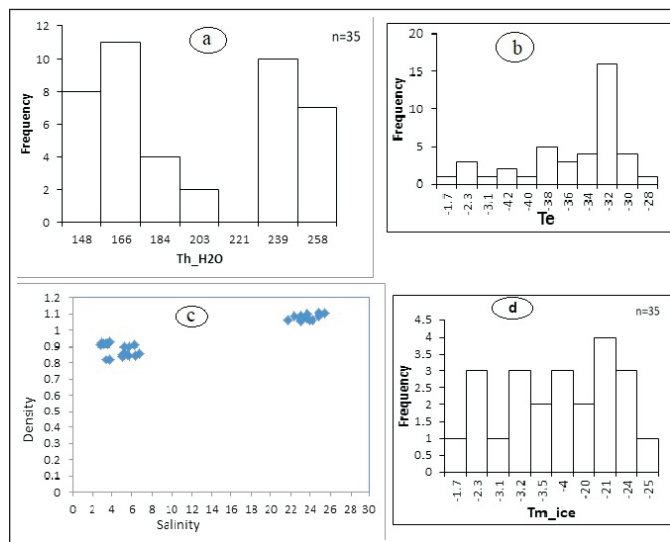 a
n=35
Frequency
12
10
8
6
4
2
0
148 166 184 203 221 239 258
Th_H2O
b
Frequency
20
15
10
5
0
-1.7 -2.3 -3.1 -42 -40 -38 -36 -34 -32 -30 -28
Te
c
Density
1.2
1.1
1
0.9
0.8
0.7
0.6
0.5
0.4
0.3
0.2
0.1
0
0 2 4 6 8 10 12 14 16 18 20 22 24 26 28 30
Salinity
d
n=35
Frequency
4.5
4
3.5
3
2.5
2
1.5
1
0.5
0
-1.7 -2.3 -3.1 -3.2 -3.5 -4 -20 -21 -24 -25
Tm_ice